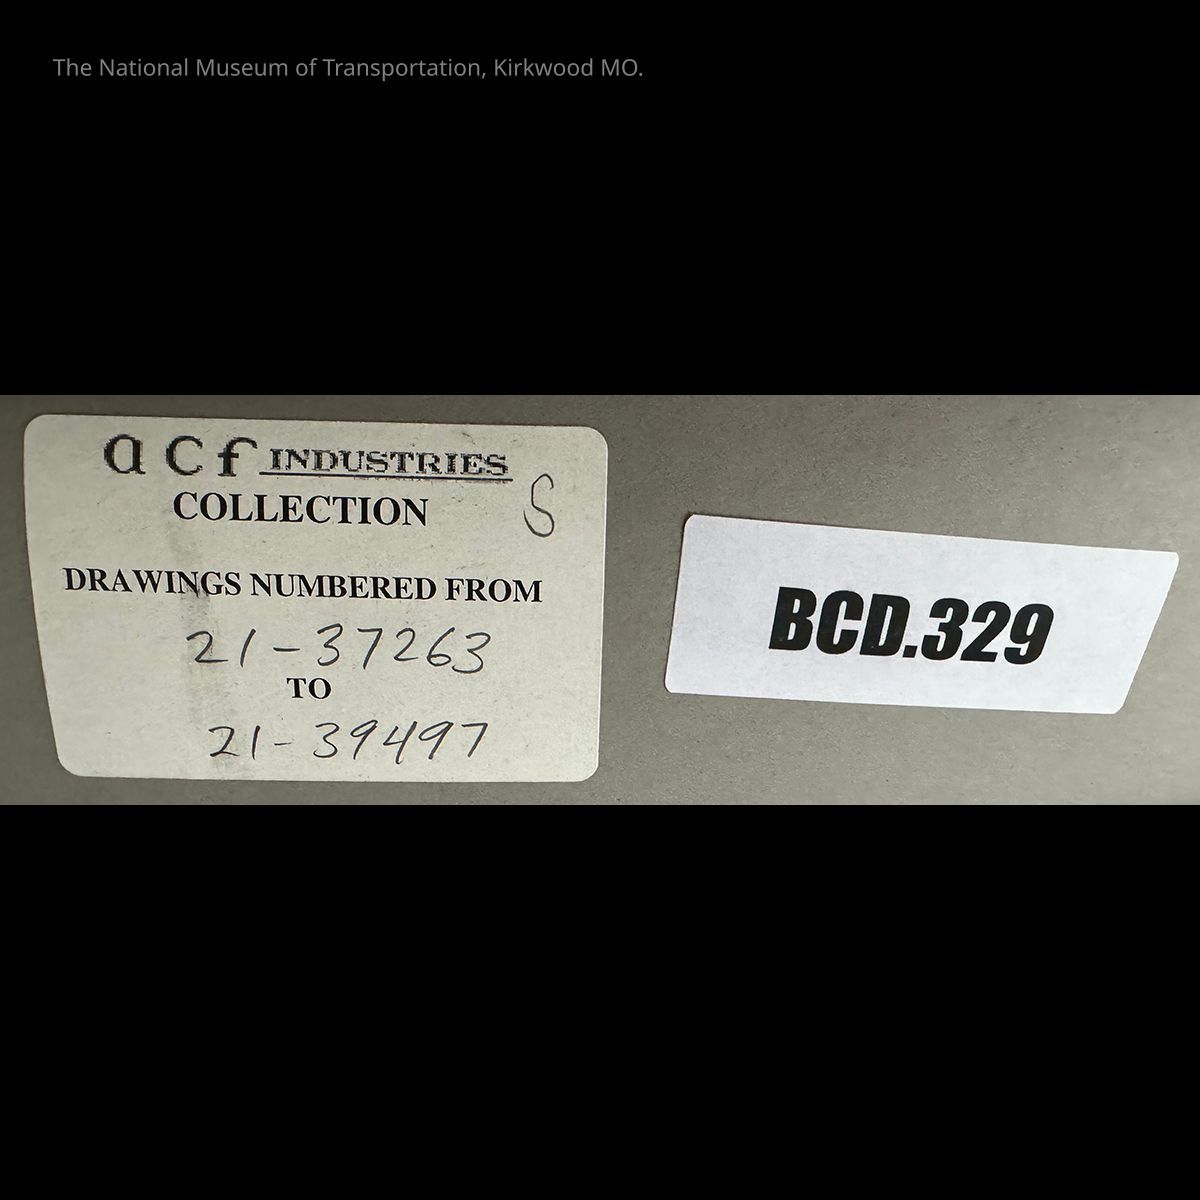 The National Museum of Transportation, Kirkwood MO.
acf INDUSTRIES
COLLECTION
S
DRAWINGS NUMBERED FROM
21-37263
TO
21-39497
BCD.329